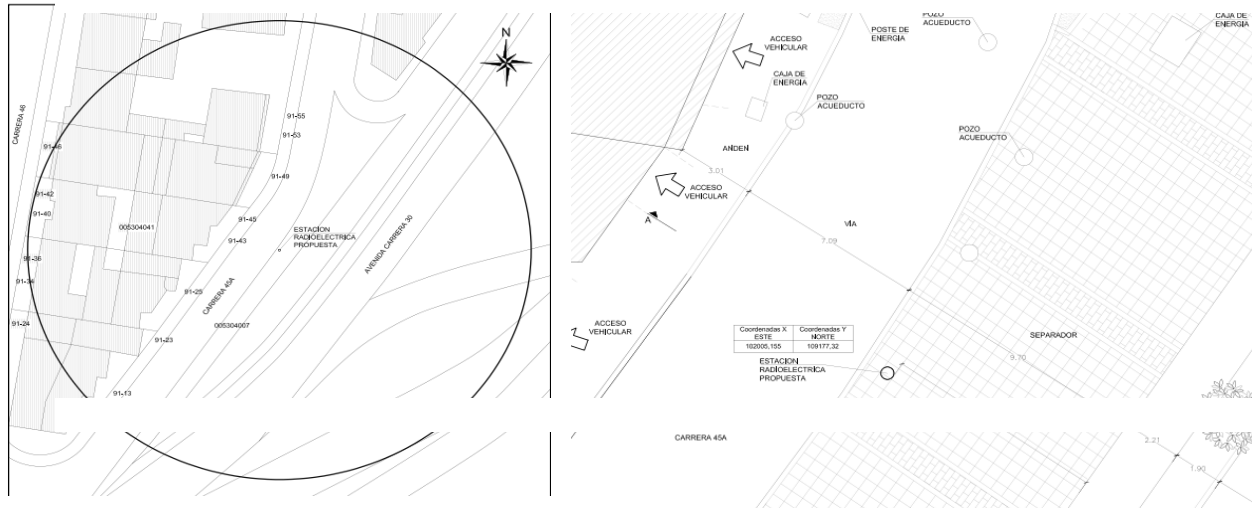 N
CARRERA 46
91-55
91-53
91-46
91-49
91-42
91-40
91-45
005304041
91-43
ESTACION
RADIOELECTRICA
PROPUESTA
AVENIDA CARRERA 30
91-36
91-34
91-25
CARRERA 45A
91-24
005304007
91-23
91-13
POZO
ACUEDUCTO
CAJA DE
ENERGIA
POSTE DE
ENERGIA
ACCESO
VEHICULAR
CAJA DE
ENERGIA
POZO
ACUEDUCTO
POZO
ACUEDUCTO
ANDEN
3.01
ACCESO
VEHICULAR
A
VÍA
7.09
ACCESO
VEHICULAR
Coordenadas X
ESTE
Coordenadas Y
NORTE
102005,155
109177,32
SEPARADOR
9.70
ESTACION
RADIOELECTRICA
PROPUESTA
CARRERA 45A
2.21
1.90